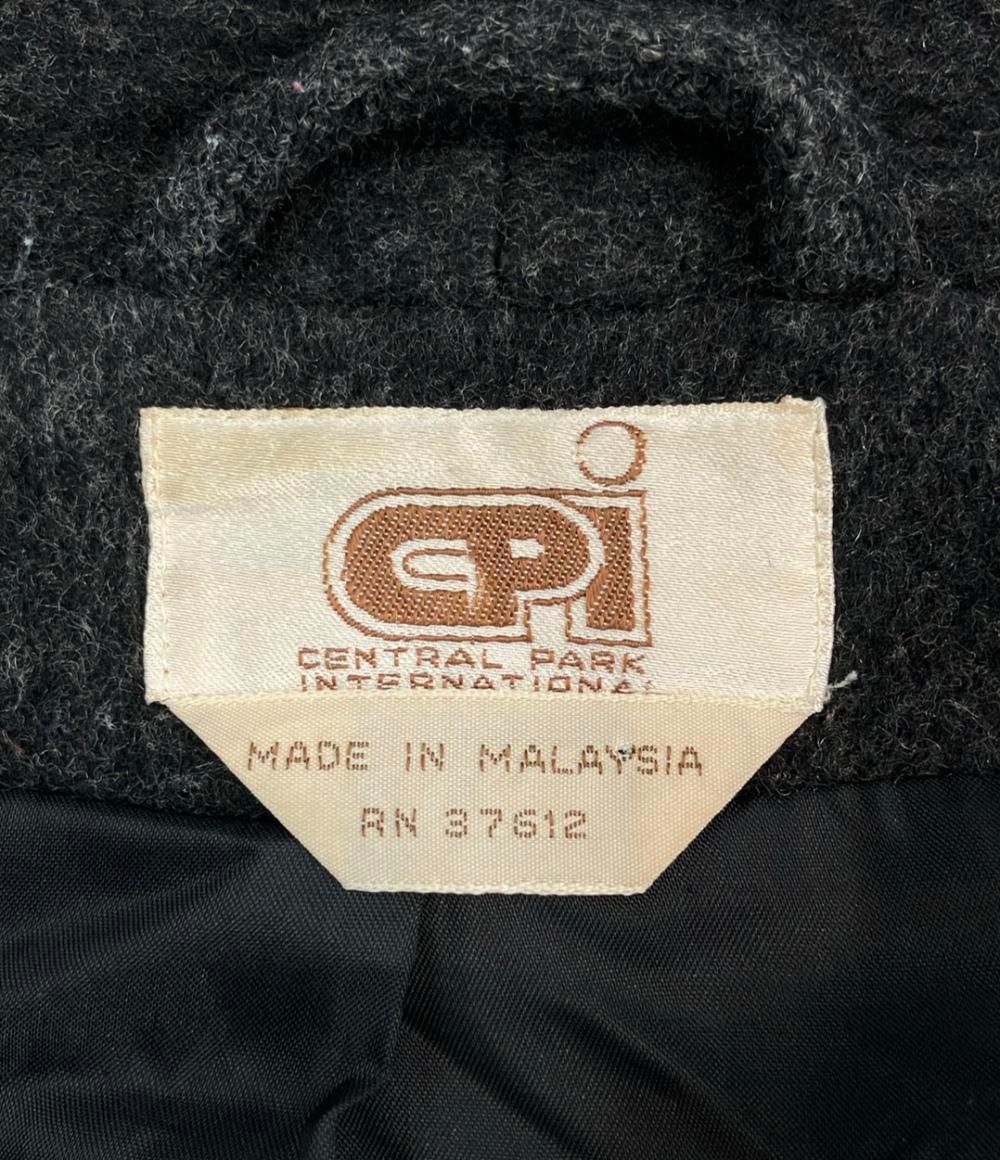 cpi
CENTRAL PARK
INTERNATIONAL
MADE IN MALAYSIA
RN 37612